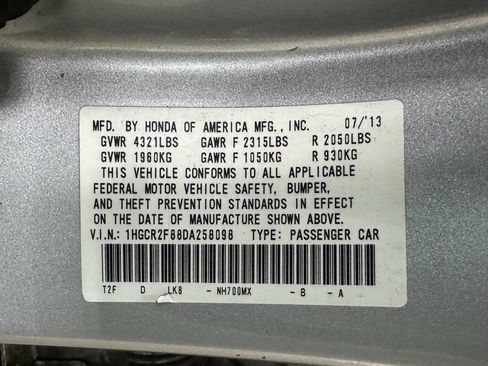 MFD. BY HONDA OF AMERICA MFG., INC. 07/'13
GVWR 4321LBS GAWR F 2315LBS R 2050LBS
GVWR 1960KG GAWR F 1050KG R 930KG
THIS VEHICLE CONFORMS TO ALL APPLICABLE
FEDERAL MOTOR VEHICLE SAFETY, BUMPER,
AND THEFT PREVENTION STANDARDS IN EFFECT
ON THE DATE OF MANUFACTURE SHOWN ABOVE.
V.I.N.: 1HGCR2F88DA258098 TYPE: PASSENGER CAR
T2F D LK8 - NH700MX - B - A